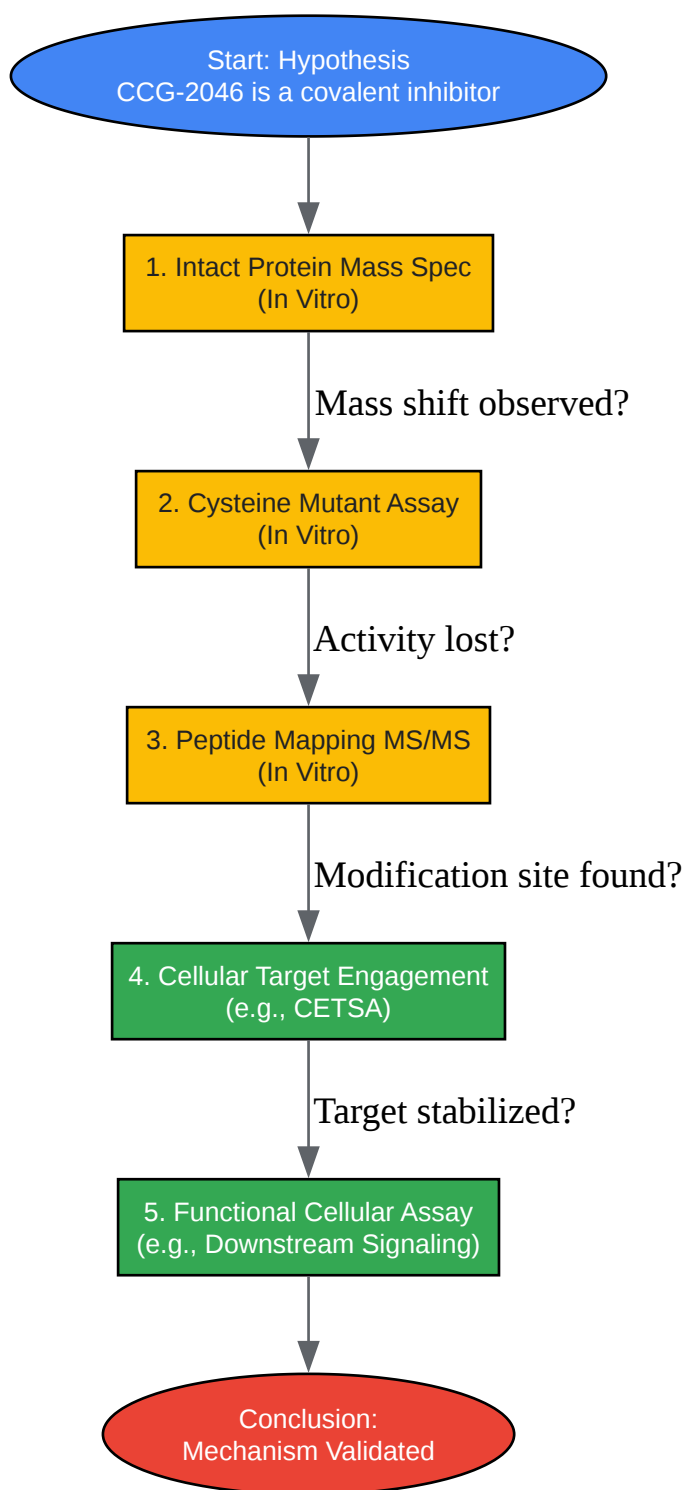 Start: Hypothesis
CCG-2046 is a covalent inhibitor
1. Intact Protein Mass Spec
(In Vitro)
Mass shift observed?
2. Cysteine Mutant Assay
(In Vitro)
Activity lost?
3. Peptide Mapping MS/MS
(In Vitro)
Modification site found?
4. Cellular Target Engagement
(e.g., CETSA)
Target stabilized?
5. Functional Cellular Assay
(e.g., Downstream Signaling)
Conclusion:
Mechanism Validated